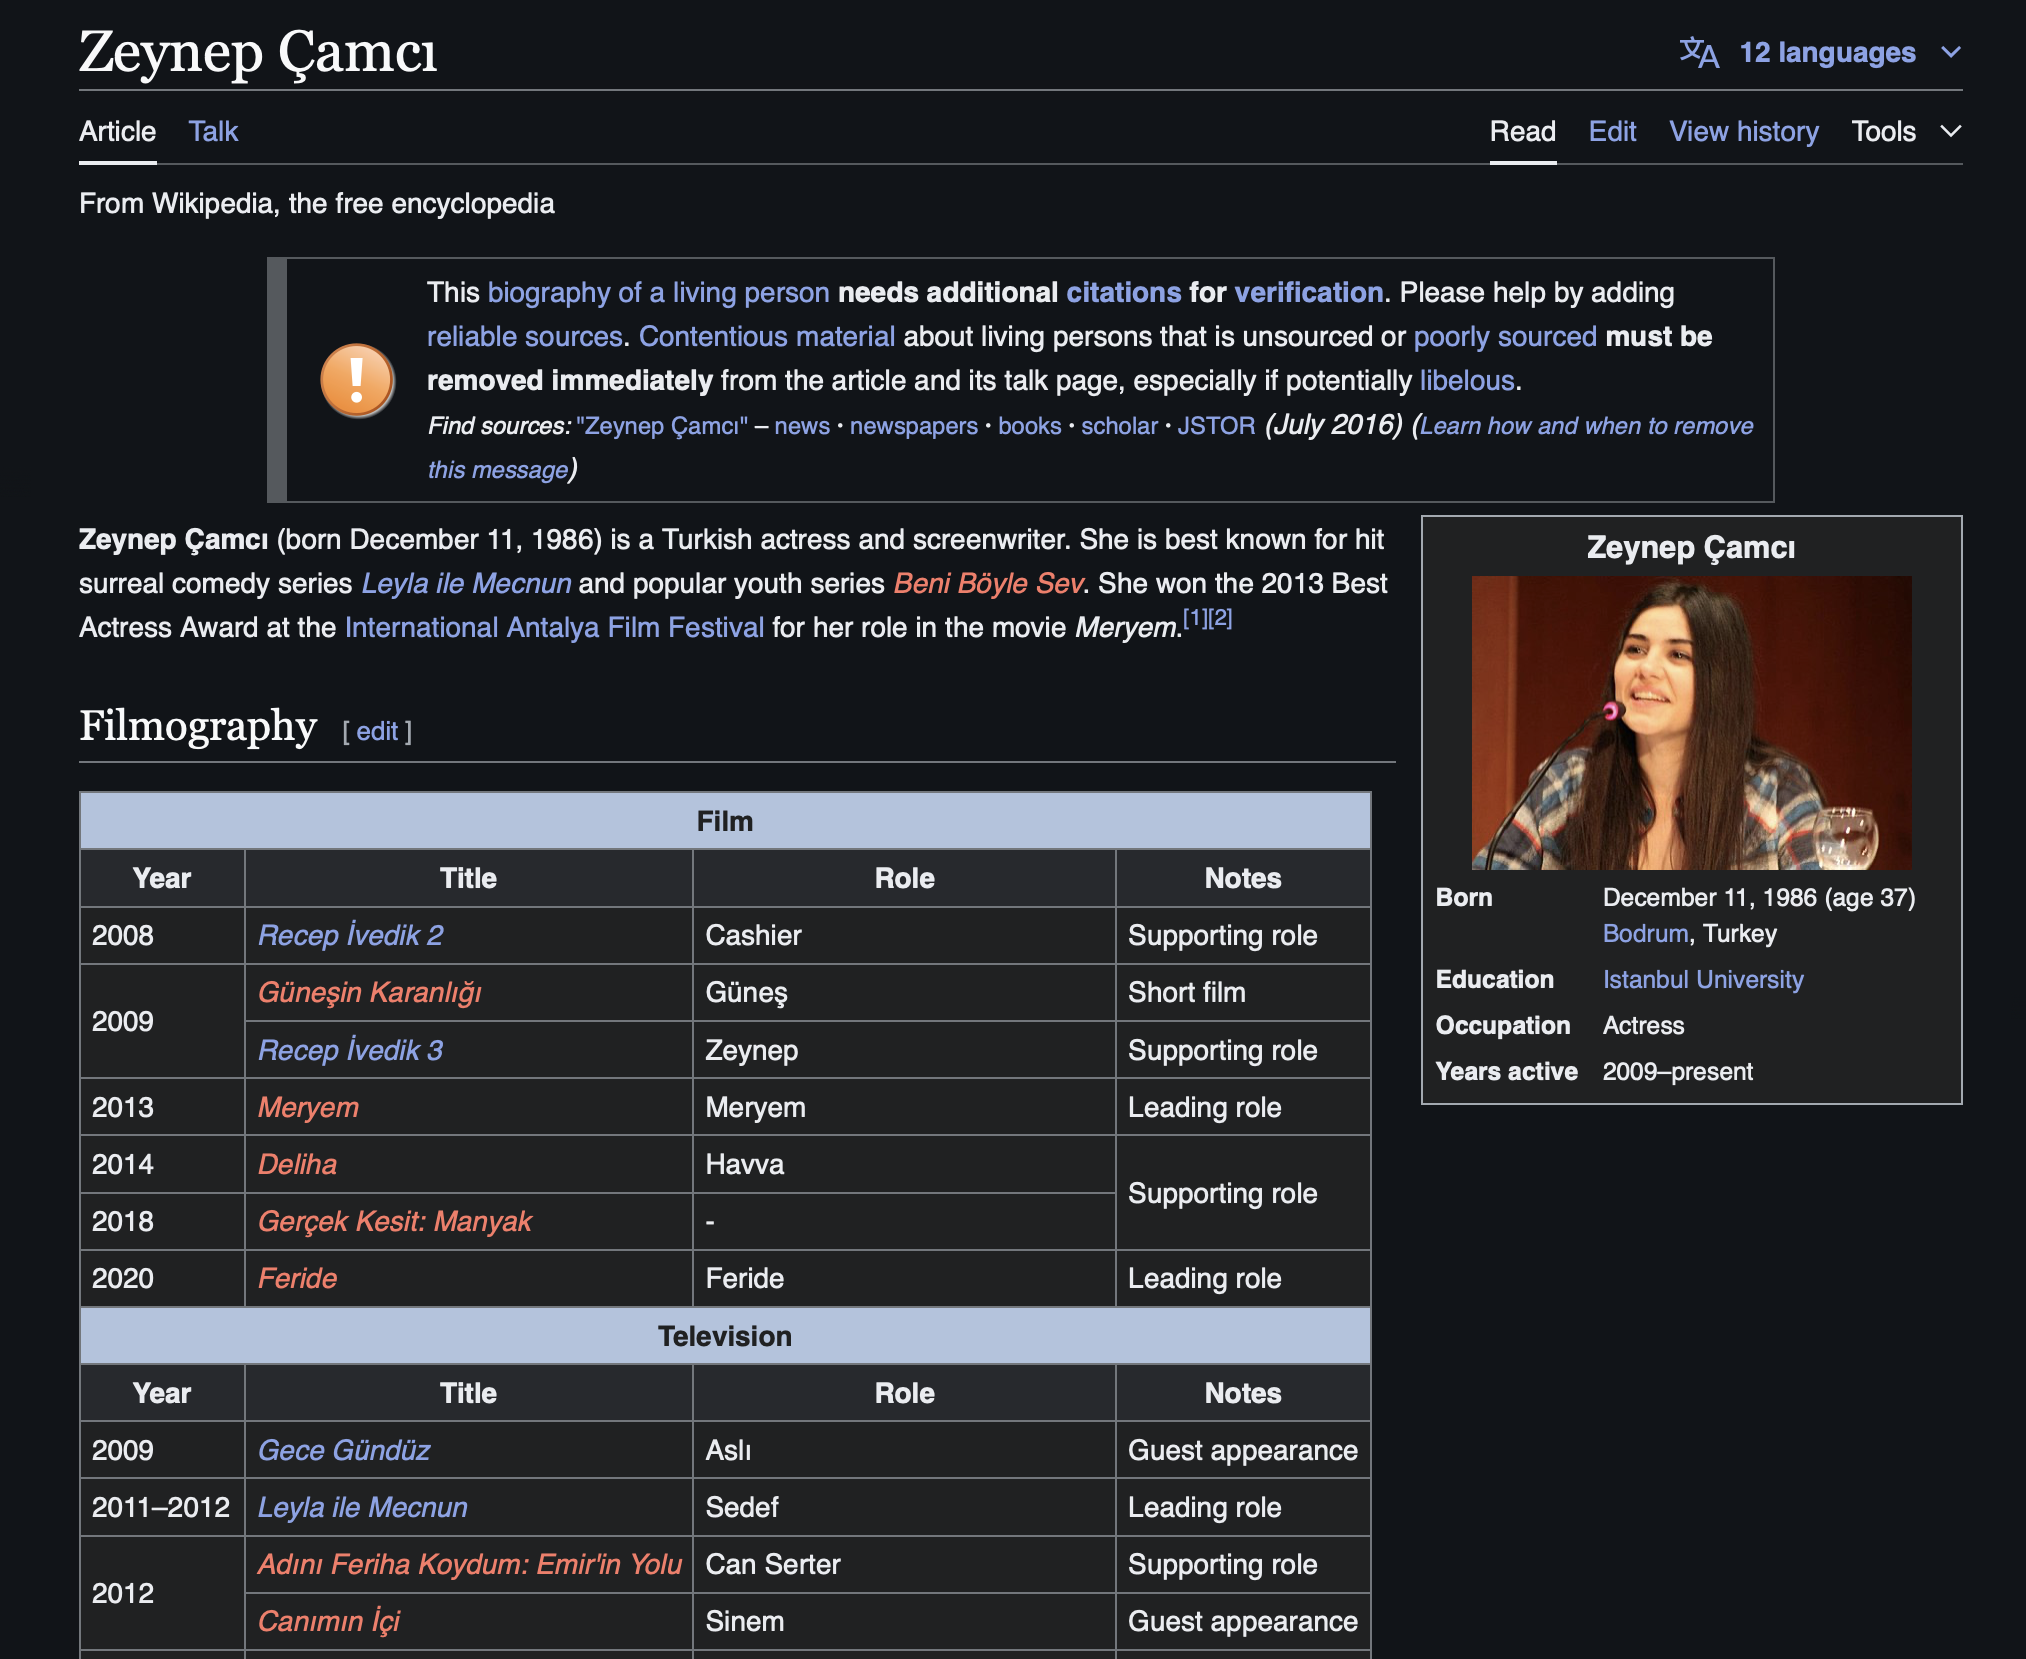 Zeynep Çamcı
12 languages
Article Talk Read Edit View history Tools
From Wikipedia, the free encyclopedia
This biography of a living person needs additional citations for verification. Please help by adding
reliable sources. Contentious material about living persons that is unsourced or poorly sourced must be
removed immediately from the article and its talk page, especially if potentially libelous.
Find sources: "Zeynep Çamcı" – news · newspapers · books · scholar · JSTOR (July 2016) (Learn how and when to remove
this message)
Zeynep Çamcı (born December 11, 1986) is a Turkish actress and screenwriter. She is best known for hit
surreal comedy series Leyla ile Mecnun and popular youth series Beni Böyle Sev. She won the 2013 Best
Actress Award at the International Antalya Film Festival for her role in the movie Meryem.[1][2]
Zeynep Çamcı
Born December 11, 1986 (age 37)
Bodrum, Turkey
Education Istanbul University
Occupation Actress
Years active 2009–present
Filmography [ edit ]
Film
Year Title Role Notes
2008 Recep İvedik 2 Cashier Supporting role
2009 Güneşin Karanlığı Güneş Short film
Recep İvedik 3 Zeynep Supporting role
2013 Meryem Meryem Leading role
2014 Deliha Havva Supporting role
2018 Gerçek Kesit: Manyak -
2020 Feride Feride Leading role
Television
Year Title Role Notes
2009 Gece Gündüz Aslı Guest appearance
2011–2012 Leyla ile Mecnun Sedef Leading role
2012 Adını Feriha Koydum: Emir'in Yolu Can Serter Supporting role
Canımın İçi Sinem Guest appearance